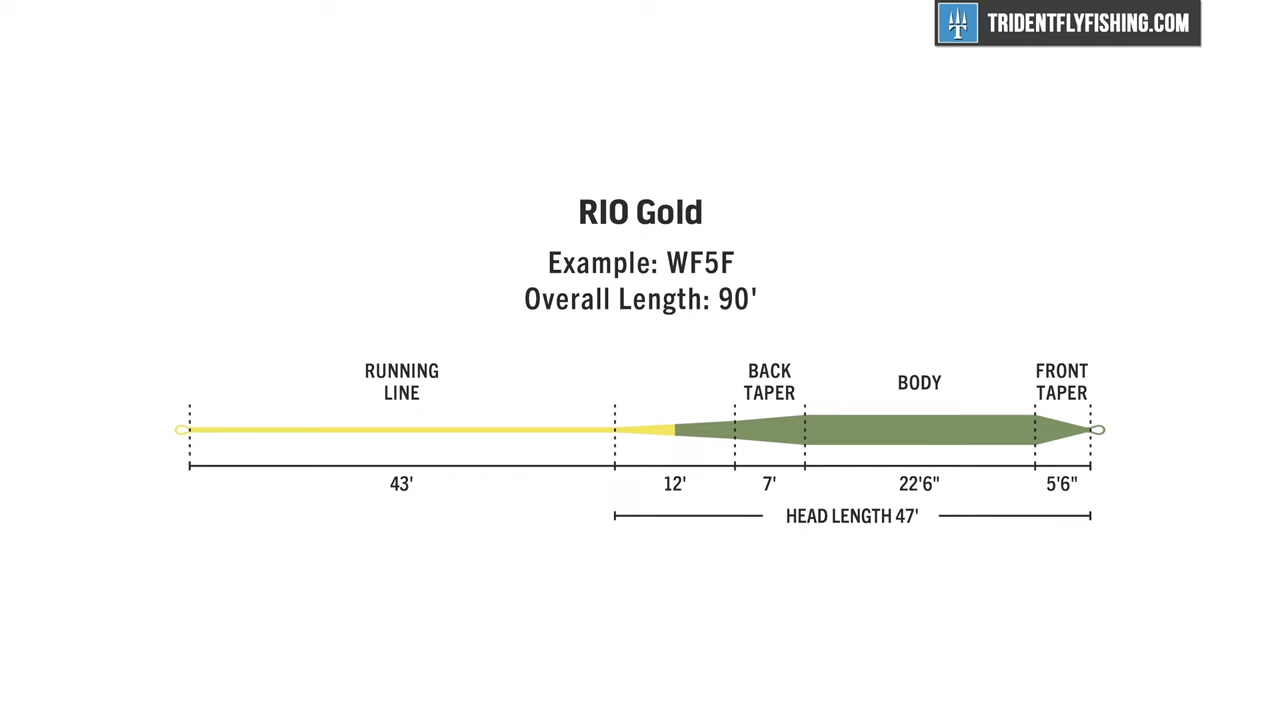 TRIDENTFLYFISHING.COM
RIO Gold
Example: WF5F
Overall Length: 90'
RUNNING
LINE
BACK
TAPER
BODY
FRONT
TAPER
43'
12'
7'
22'6"
5'6"
HEAD LENGTH 47'